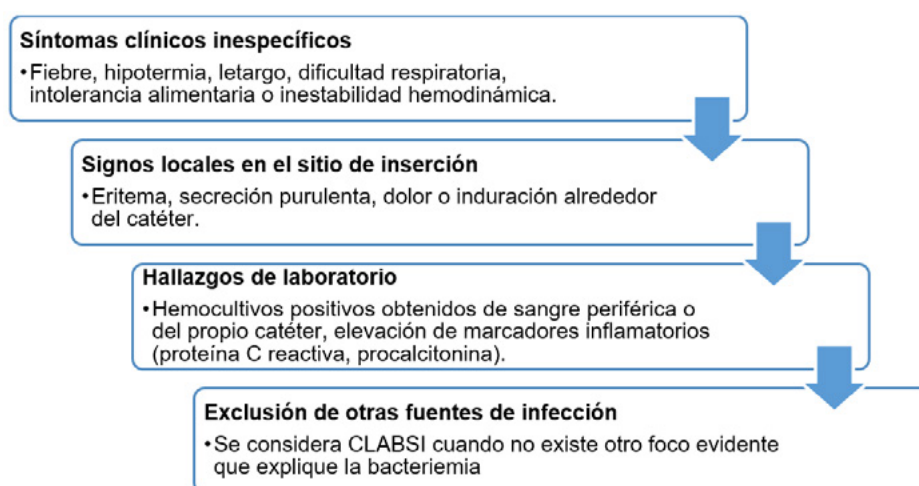 Síntomas clínicos inespecíficos
•Fiebre, hipotermia, letargo, dificultad respiratoria,
intolerancia alimentaria o inestabilidad hemodinámica.
Signos locales en el sitio de inserción
•Eritema, secreción purulenta, dolor o induración alrededor
del catéter.
Hallazgos de laboratorio
•Hemocultivos positivos obtenidos de sangre periférica o
del propio catéter, elevación de marcadores inflamatorios
(proteína C reactiva, procalcitonina).
Exclusión de otras fuentes de infección
•Se considera CLABSI cuando no existe otro foco evidente
que explique la bacteriemia